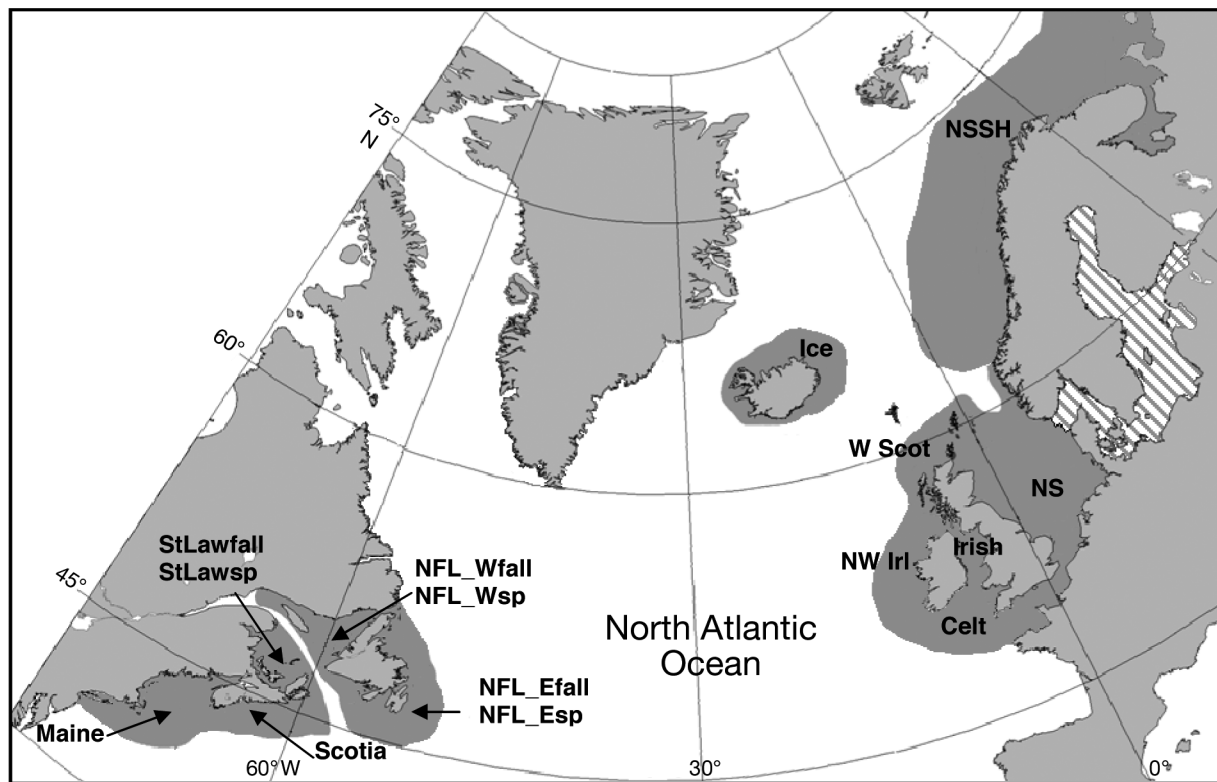 75°
N
NSSH
60°
Ice
W Scot
NS
StLawfall
StLawsp
NFL_Wfall
NFL_Wsp
NW Irl
Irish
45°
Celt
North Atlantic
Ocean
NFL_Efall
NFL_Esp
Maine
Scotia
60°W
30°
0°